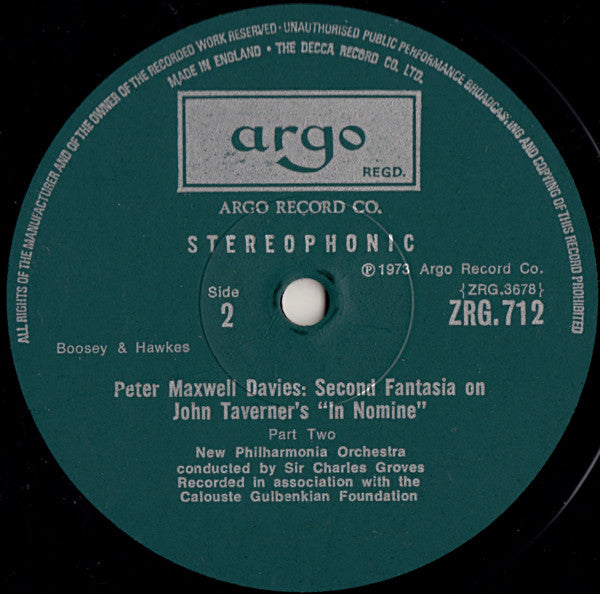 ALL RIGHTS OF THE MANUFACTURER AND OF THE OWNER OF THE RECORDED WORK RESERVED · UNAUTHORISED PUBLIC PERFORMANCE BROADCASTING AND COPYING OF THIS RECORD PROHIBITED
MADE IN ENGLAND · THE DECCA RECORD CO. LTD.
argo
REGD.
ARGO RECORD CO.
STEREOPHONIC
℗ 1973 Argo Record Co.
Side
2
{ZRG.3678}
ZRG.712
Boosey & Hawkes
Peter Maxwell Davies: Second Fantasia on
John Taverner's "In Nomine"
Part Two
New Philharmonia Orchestra
conducted by Sir Charles Groves
Recorded in association with the
Calouste Gulbenkian Foundation